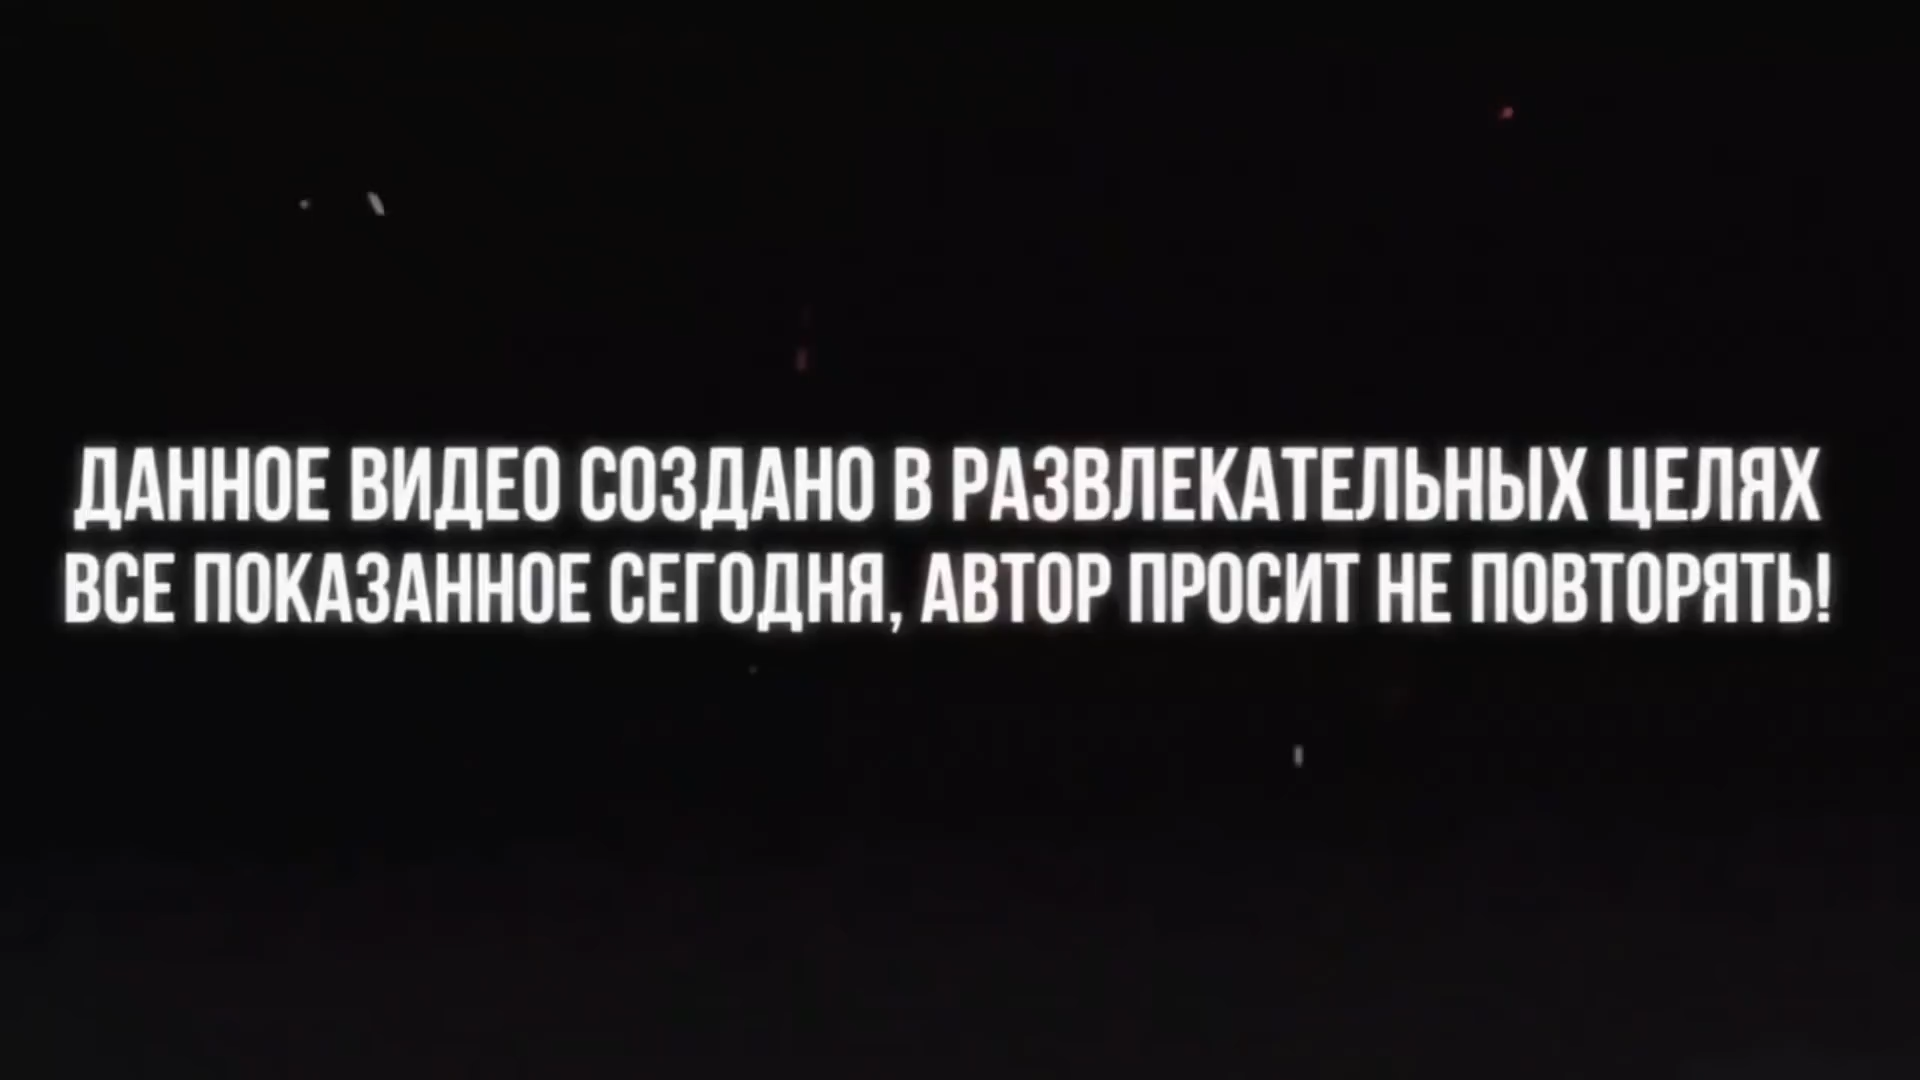 ДАННОЕ ВИДЕО СОЗДАНО В РАЗВЛЕКАТЕЛЬНЫХ ЦЕЛЯХ
ВСЕ ПОКАЗАННОЕ СЕГОДНЯ, АВТОР ПРОСИТ НЕ ПОВТОРЯТЬ!